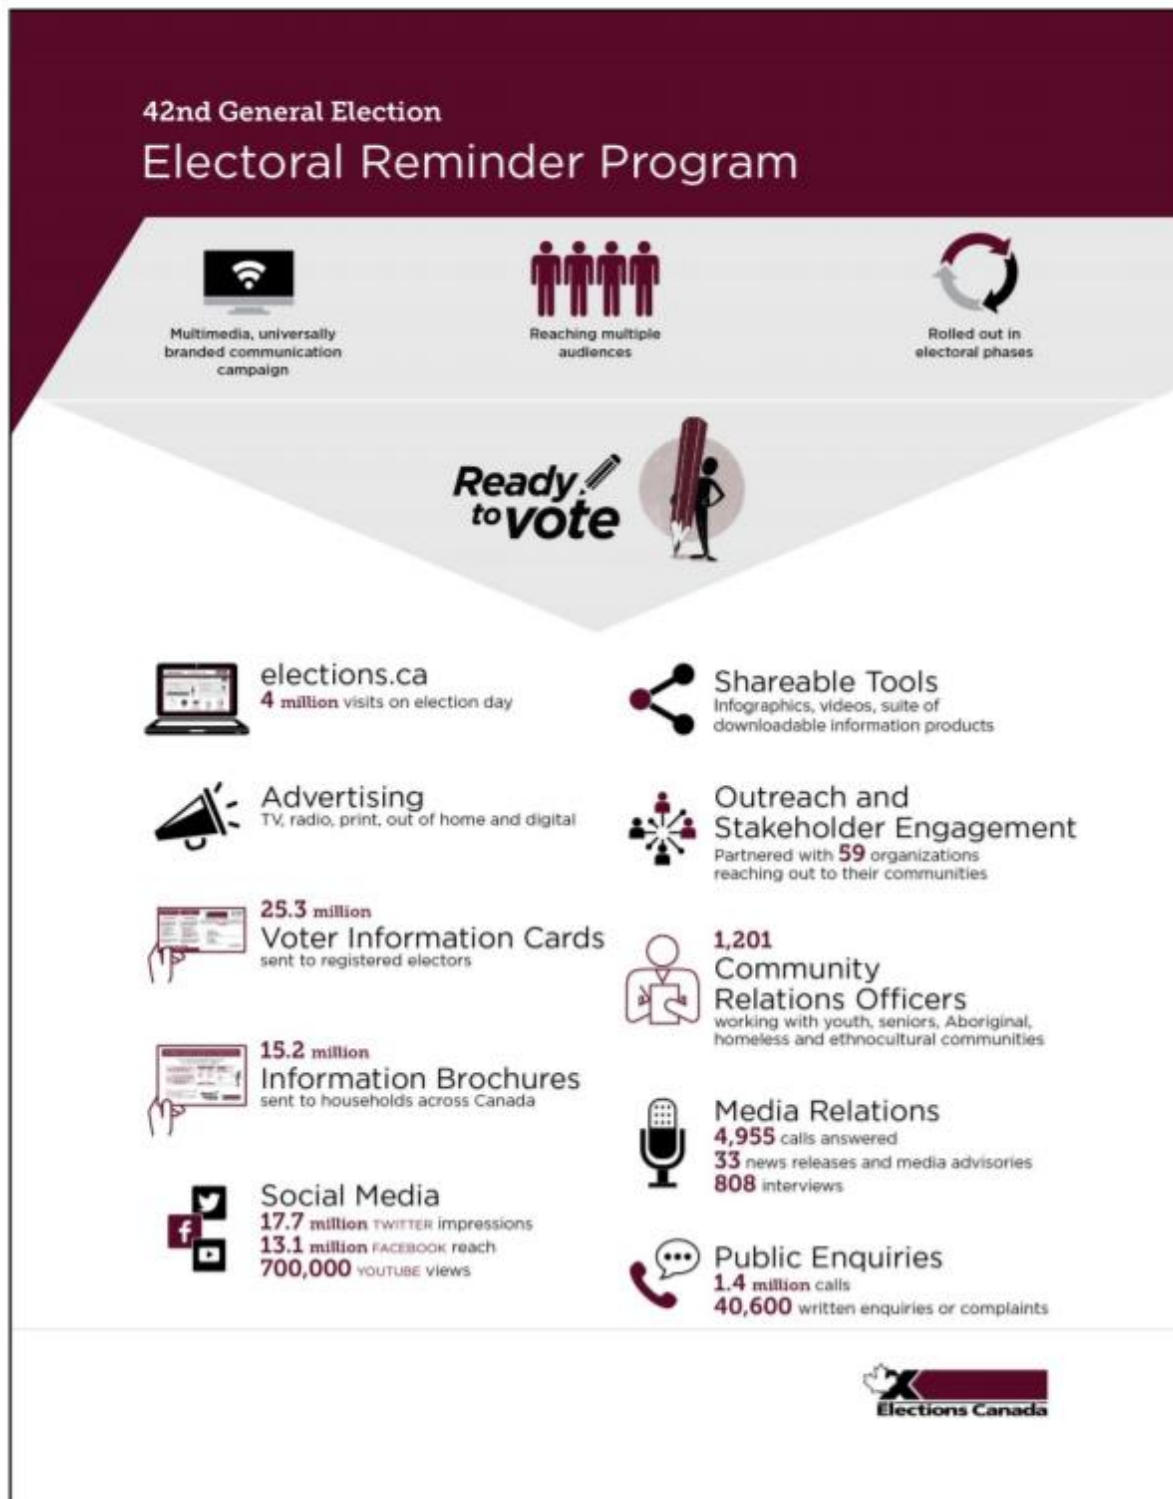 42nd General Election
Electoral Reminder Program
Multimedia, universally
branded communication
campaign
Reaching multiple
audiences
Rolled out in
electoral phases
Ready
to vote
elections.ca
4 million visits on election day
Advertising
TV, radio, print, out of home and digital
25.3 million
Voter Information Cards
sent to registered electors
15.2 million
Information Brochures
sent to households across Canada
Social Media
17.7 million TWITTER impressions
13.1 million FACEBOOK reach
700,000 YOUTUBE views
Shareable Tools
Infographics, videos, suite of
downloadable information products
Outreach and
Stakeholder Engagement
Partnered with 59 organizations
reaching out to their communities
1,201
Community
Relations Officers
working with youth, seniors, Aboriginal,
homeless and ethnocultural communities
Media Relations
4,955 calls answered
33 news releases and media advisories
808 interviews
Public Enquiries
1.4 million calls
40,600 written enquiries or complaints
Elections Canada